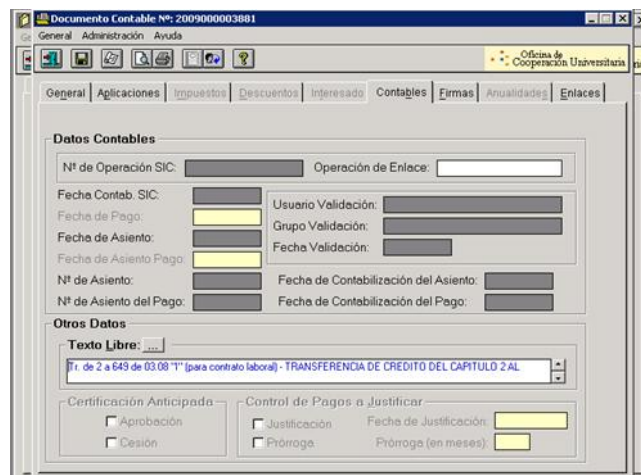 Documento Contable Nº: 2009000003881
General Administración Ayuda
Oficina de
Cooperación Universitaria
General Aplicaciones Impuestos Descuentos Interesado Contables Firmas Anualidades Enlaces
Datos Contables
Nº de Operación SIC: Operación de Enlace:
Fecha Contab. SIC:
Usuario Validación:
Fecha de Pago:
Grupo Validación:
Fecha de Asiento:
Fecha Validación:
Fecha de Asiento Pago:
Nº de Asiento: Fecha de Contabilización del Asiento:
Nº de Asiento del Pago: Fecha de Contabilización del Pago:
Otros Datos
Texto Libre: ...
Tr. de 2 a 649 de 03.08 "1" (para contrato laboral) - TRANSFERENCIA DE CREDITO DEL CAPITULO 2 AL
Certificación Anticipada Control de Pagos a Justificar
Aprobación Justificación Fecha de Justificación:
Cesión Prórroga Prórroga (en meses):